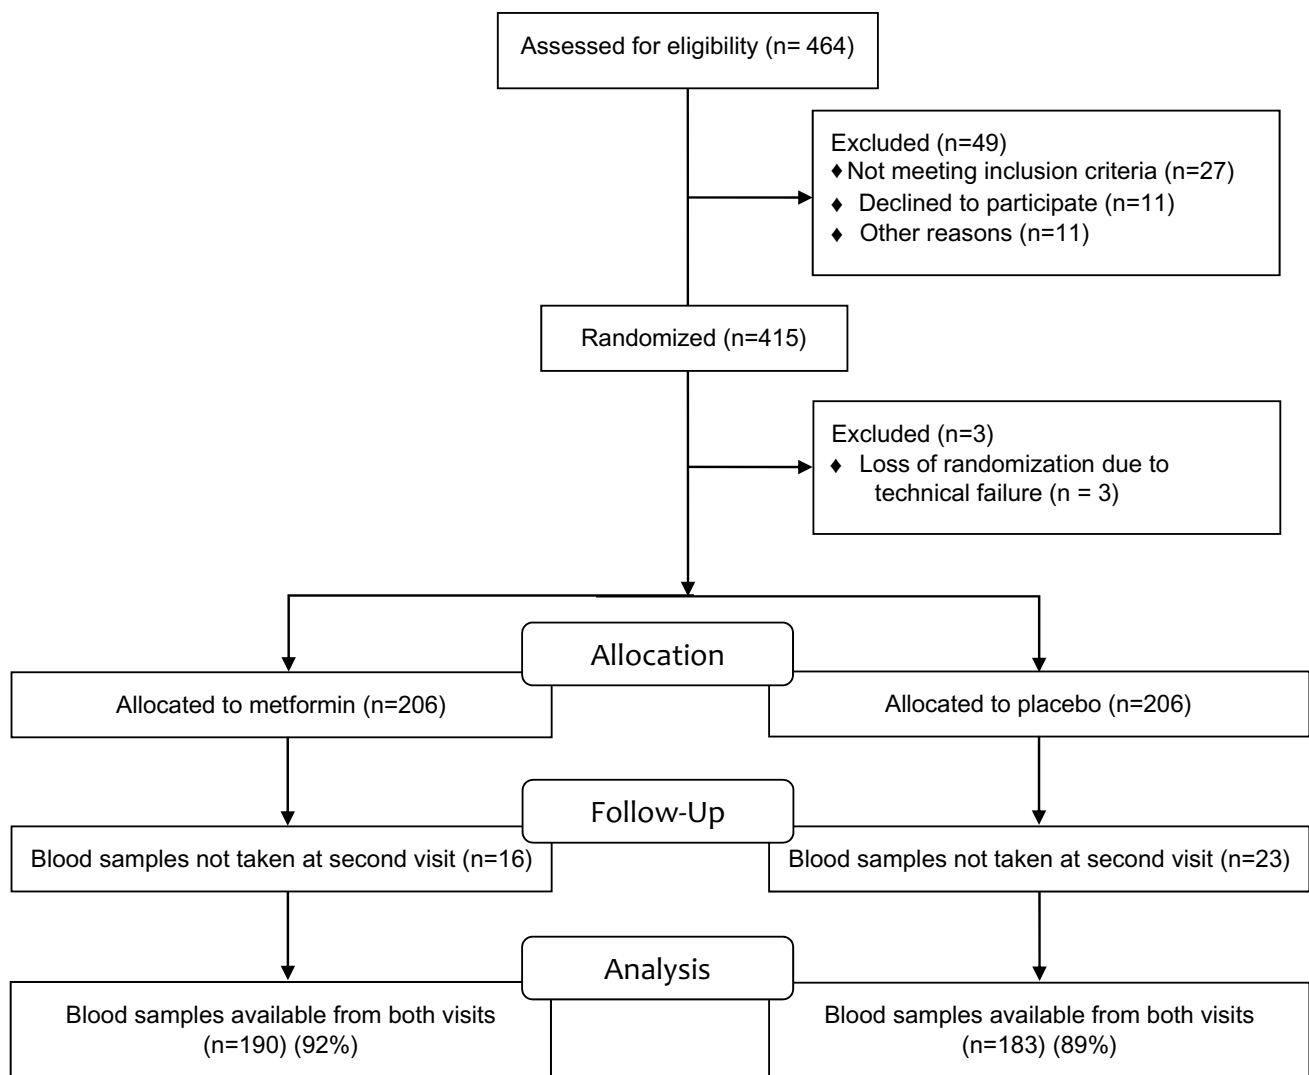 Assessed for eligibility (n= 464)
Excluded (n=49)
♦Not meeting inclusion criteria (n=27)
♦ Declined to participate (n=11)
♦ Other reasons (n=11)
Randomized (n=415)
Excluded (n=3)
♦ Loss of randomization due to
technical failure (n = 3)
Allocation
Allocated to metformin (n=206)
Allocated to placebo (n=206)
Follow-Up
Blood samples not taken at second visit (n=16)
Blood samples not taken at second visit (n=23)
Analysis
Blood samples available from both visits
(n=190) (92%)
Blood samples available from both visits
(n=183) (89%)